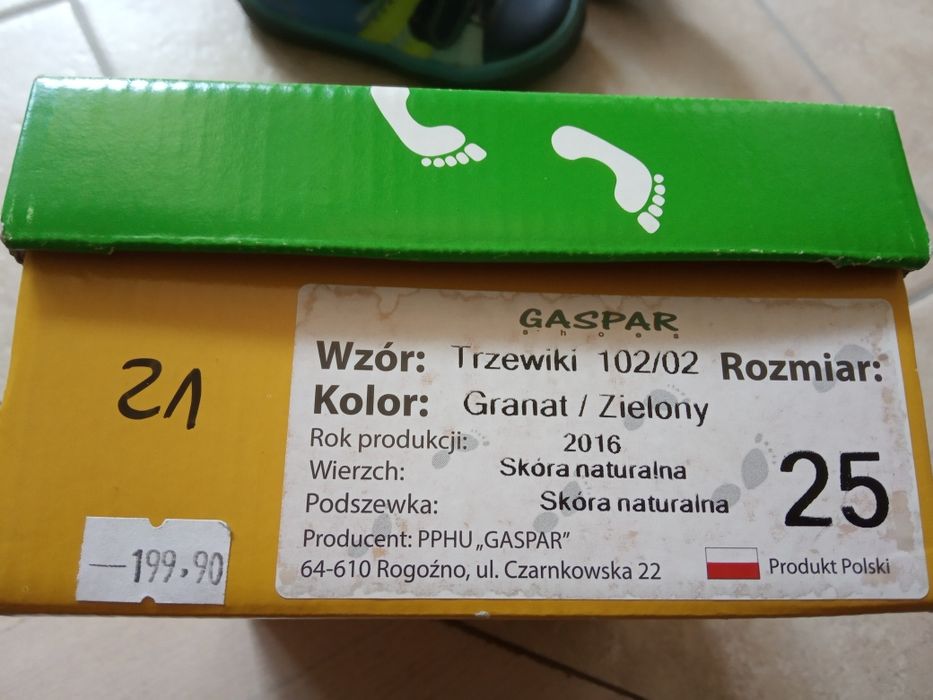 GASPAR
shoes
Wzór: Trzewiki 102/02 Rozmiar:
Kolor: Granat / Zielony
25
Rok produkcji: 2016
Wierzch: Skóra naturalna
Podszewka: Skóra naturalna
Producent: PPHU „GASPAR”
64-610 Rogoźno, ul. Czarnkowska 22
Produkt Polski
199,90